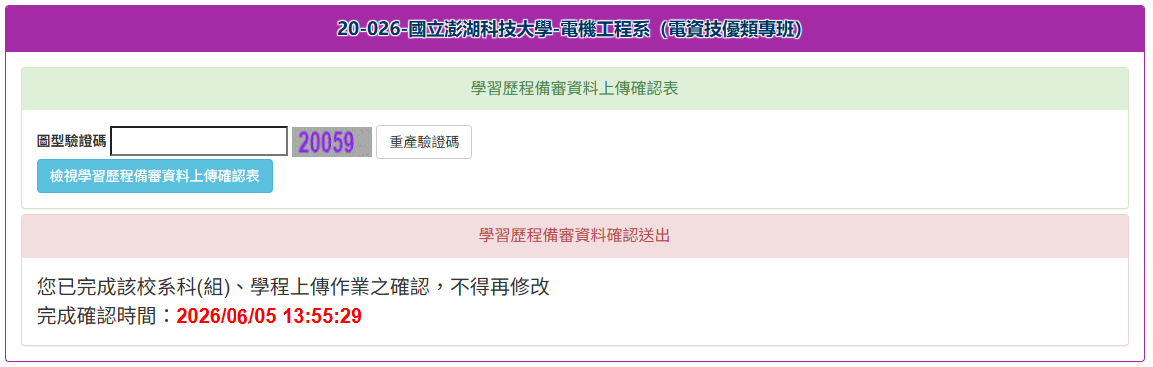 20-026-國立澎湖科技大學-電機工程系（電資技優類專班）
學習歷程備審資料上傳確認表
圖型驗證碼 20059 重產驗證碼
檢視學習歷程備審資料上傳確認表
學習歷程備審資料確認送出
您已完成該校系科(組)、學程上傳作業之確認，不得再修改
完成確認時間：2026/06/05 13:55:29